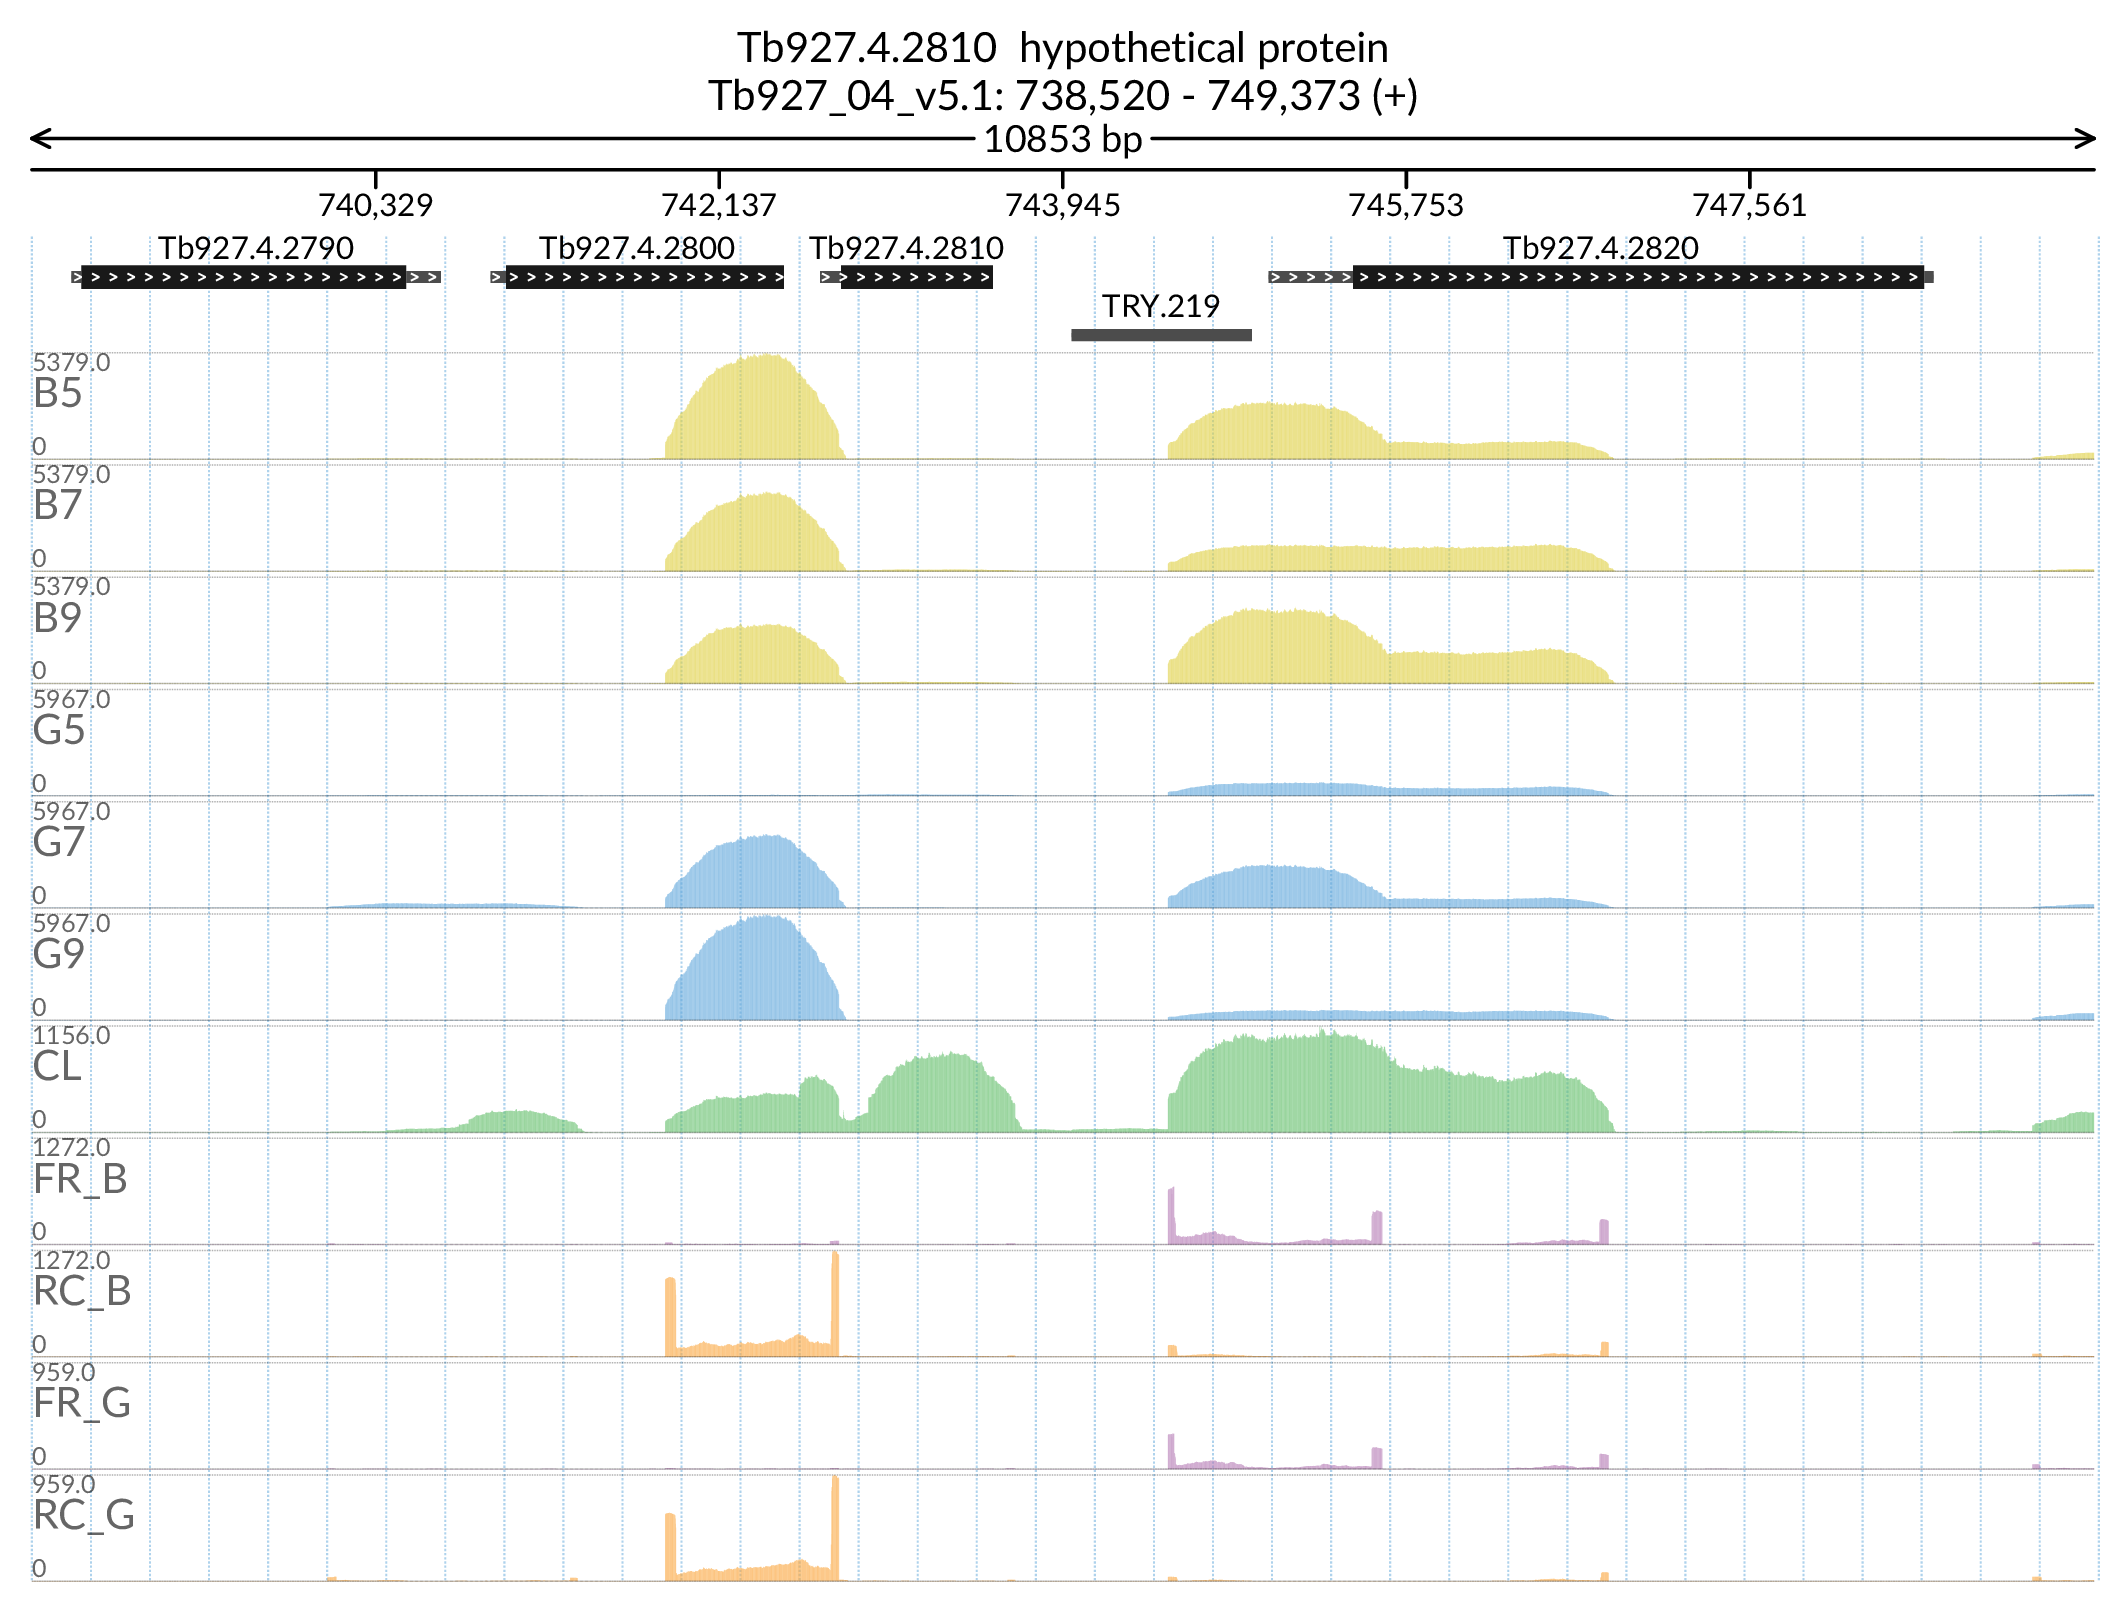 Tb927.4.2810 hypothetical protein
Tb927_04_v5.1: 738,520 - 749,373 (+)
10853 bp
740,329 742,137 743,945 745,753 747,561
Tb927.4.2790 Tb927.4.2800 Tb927.4.2810 Tb927.4.2820
TRY.219
5379.0
B5
0
5379.0
B7
0
5379.0
B9
0
5967.0
G5
0
5967.0
G7
0
5967.0
G9
0
1156.0
CL
0
1272.0
FR_B
0
1272.0
RC_B
0
959.0
FR_G
0
959.0
RC_G
0